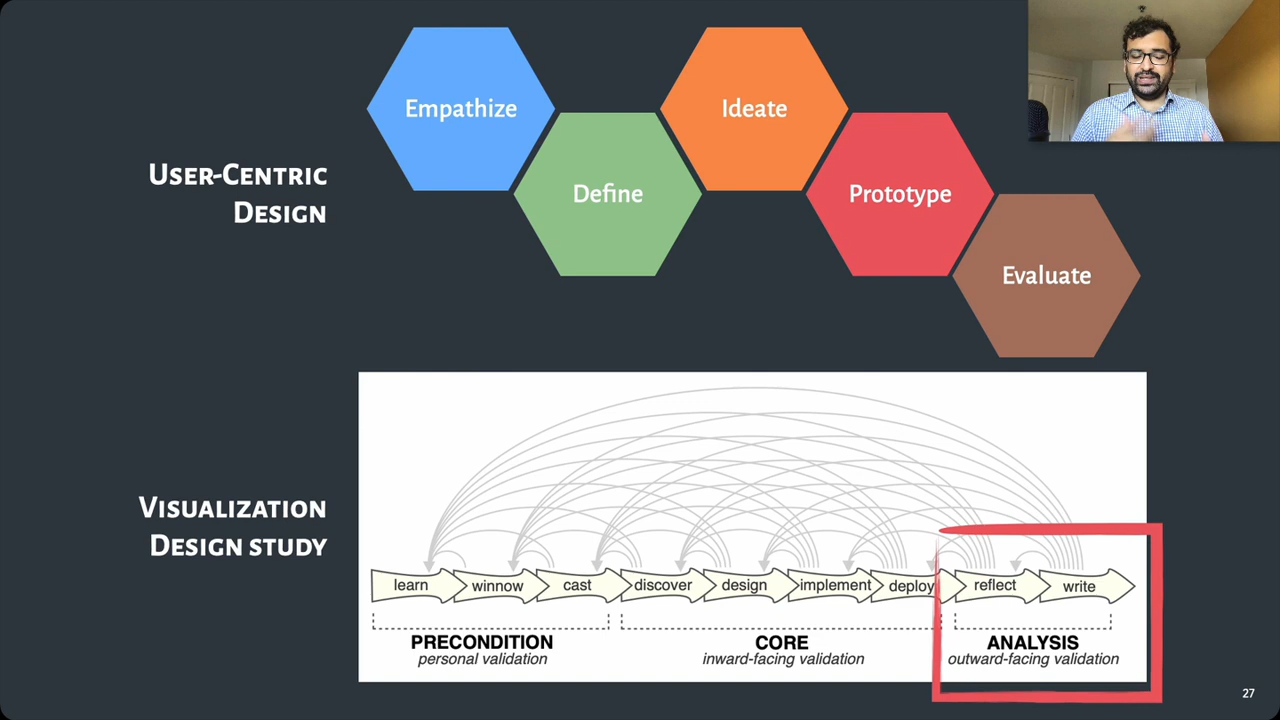 Empathize
Ideate
Define
Prototype
Evaluate
User-Centric
Design
Visualization
Design study
learn
winnow
cast
discover
design
implement
deploy
reflect
write
PRECONDITION
personal validation
CORE
inward-facing validation
ANALYSIS
outward-facing validation
27